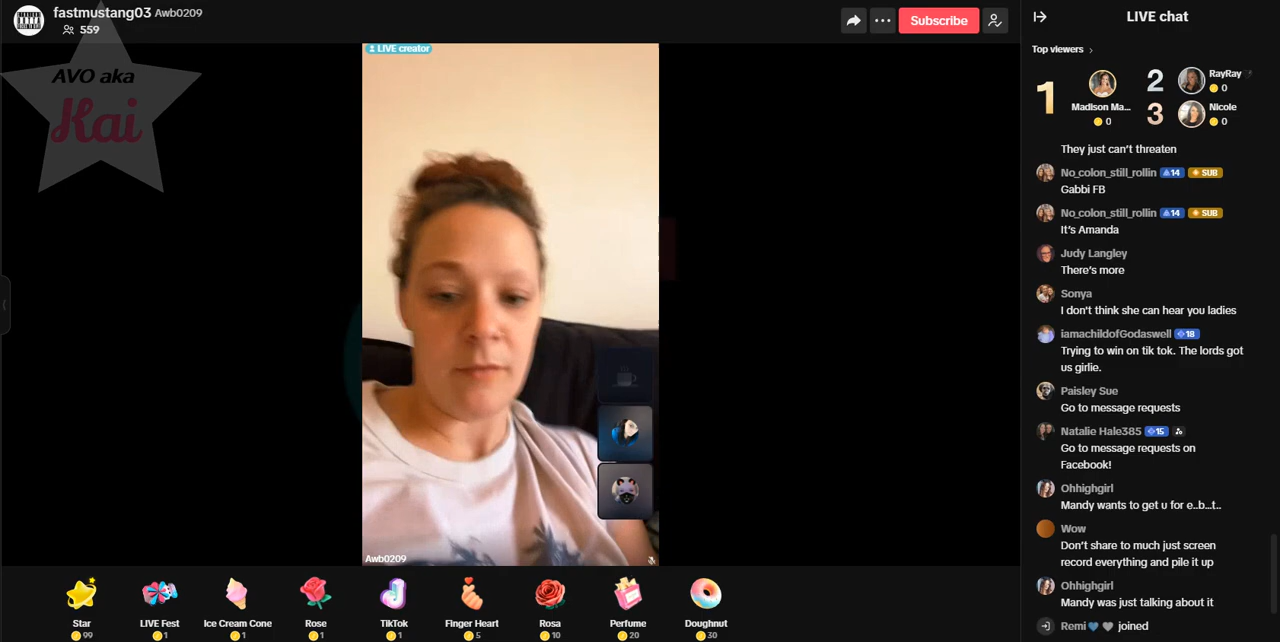 fastmustang03 Awb0209
559
Subscribe
AVO aka
Kai
LIVE creator
Awb0209
Star
99
LIVE Fest
1
Ice Cream Cone
1
Rose
1
TikTok
1
Finger Heart
5
Rosa
10
Perfume
20
Doughnut
30
LIVE chat
Top viewers
1
Madison Ma...
0
2
RayRay
0
3
Nicole
0
They just can't threaten
No_colon_still_rollin 14 SUB
Gabbi FB
No_colon_still_rollin 14 SUB
It's Amanda
Judy Langley
There's more
Sonya
I don't think she can hear you ladies
iamachildofGodaswell 18
Trying to win on tik tok. The lords got
us girlie.
Paisley Sue
Go to message requests
Natalie Hale385 15
Go to message requests on
Facebook!
Ohhighgirl
Mandy wants to get u for e..b...t..
Wow
Don't share to much just screen
record everything and pile it up
Ohhighgirl
Mandy was just talking about it
Remi💙🩶 joined